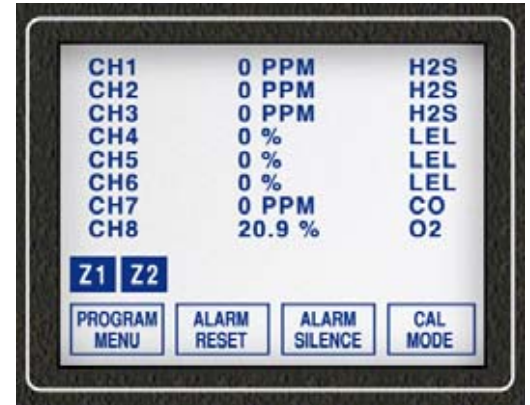 CH1 0 PPM H2S
CH2 0 PPM H2S
CH3 0 PPM H2S
CH4 0 % LEL
CH5 0 % LEL
CH6 0 % LEL
CH7 0 PPM CO
CH8 20.9 % O2
Z1 Z2
PROGRAM MENU
ALARM RESET
ALARM SILENCE
CAL MODE